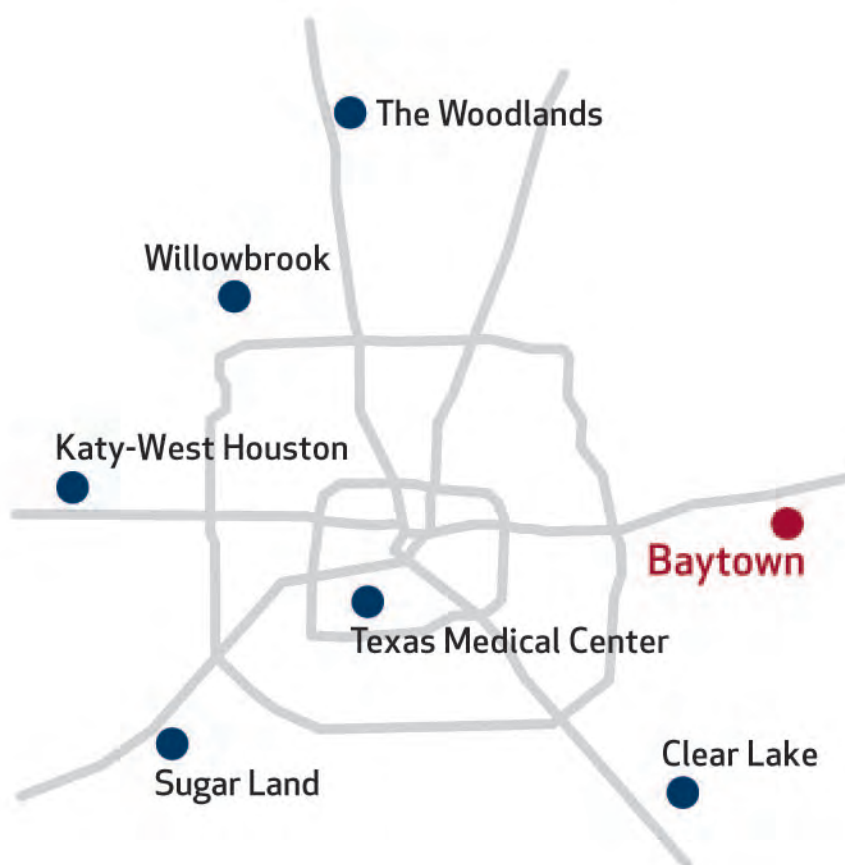 The Woodlands
Willowbrook
Katy-West Houston
Baytown
Texas Medical Center
Clear Lake
Sugar Land